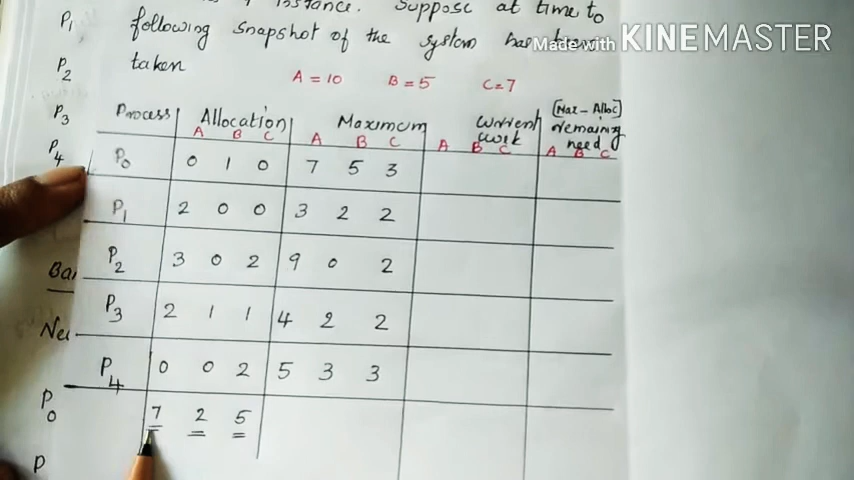 instance. Suppose at time to
P1 following snapshot of the system has been
Made with KINEMASTER
P2 taken
A = 10 B = 5 C = 7
P3 Process Allocation Maximum current work [Max - Alloc] remaining need
P4 A B C A B C A B C A B C
P0 0 1 0 7 5 3
P1 2 0 0 3 2 2
P2 3 0 2 9 0 2
Ban
P3 2 1 1 4 2 2
P4 0 0 2 5 3 3
P0 7 2 5
P